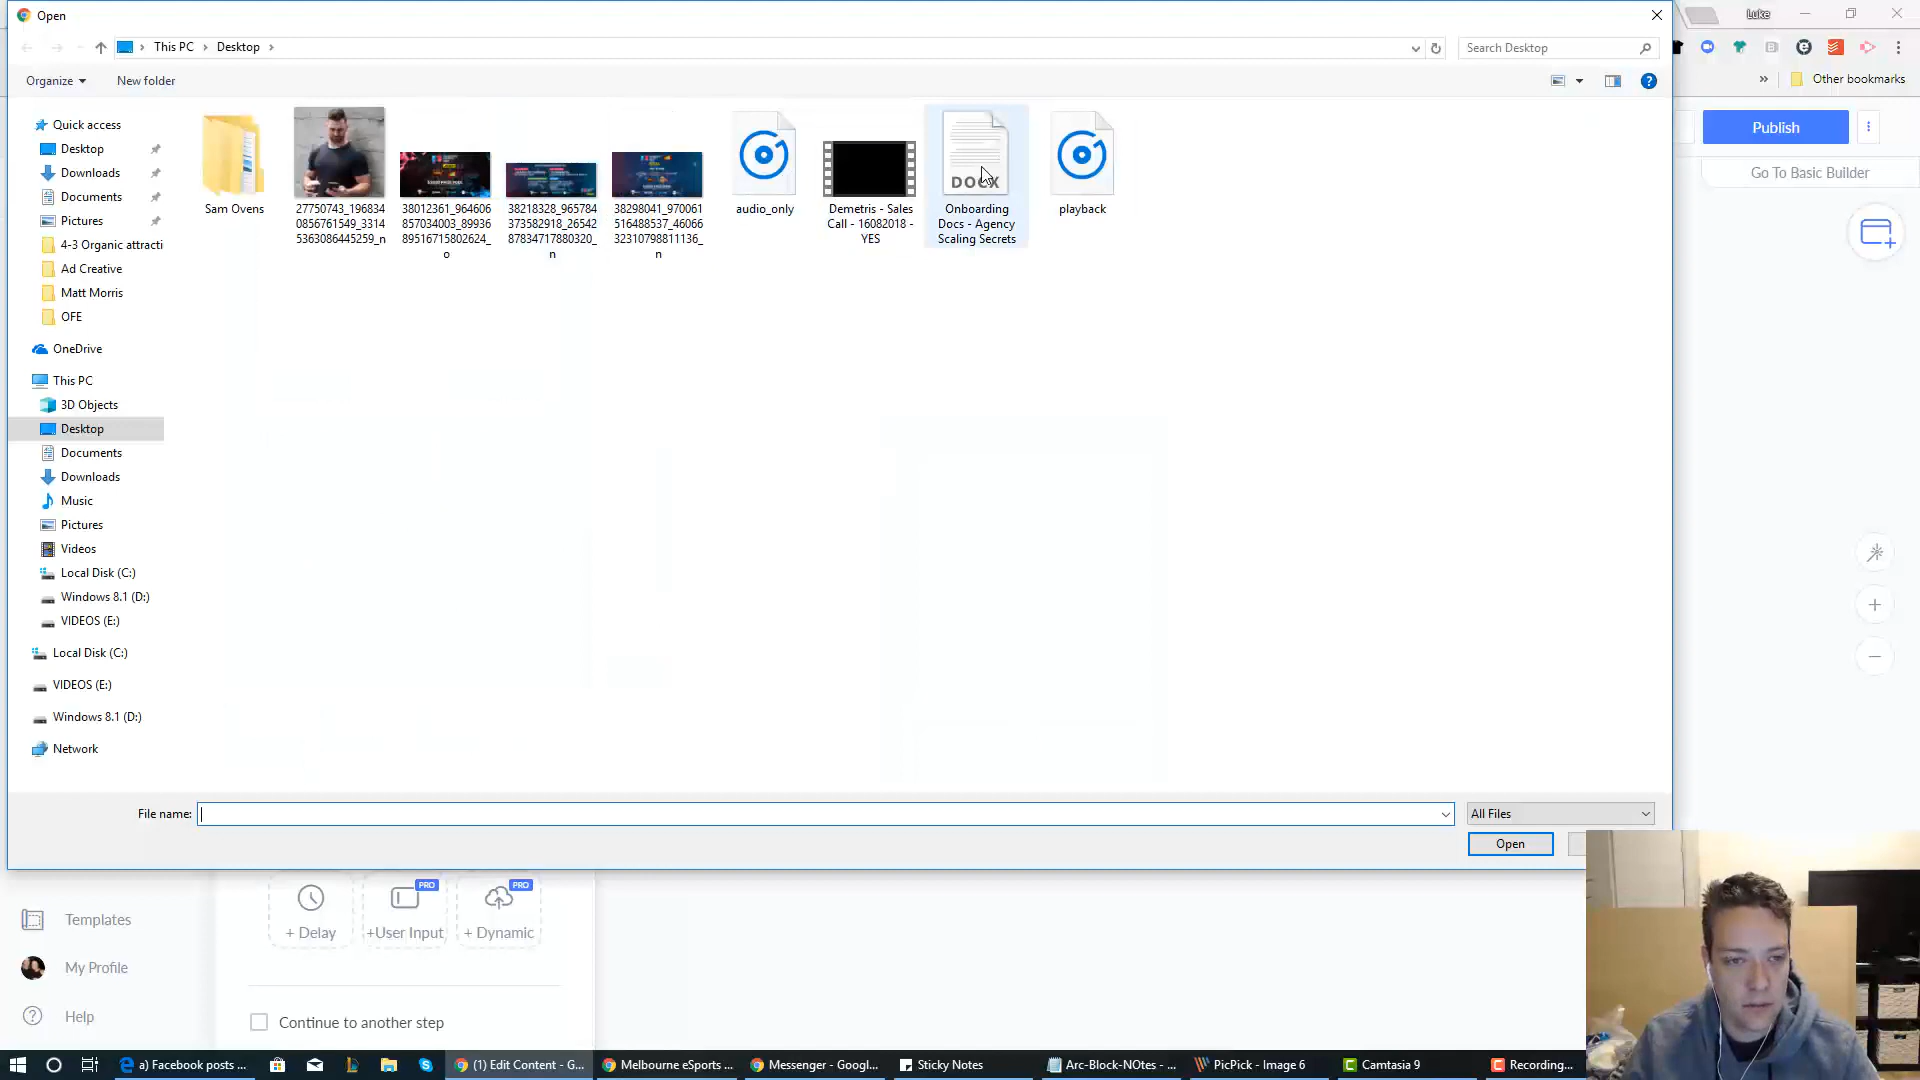 Open
Luke
This PC
Desktop
Search Desktop
Organize
New folder
Other bookmarks
Publish
Go To Basic Builder
Quick access
Desktop
Downloads
Documents
Pictures
4-3 Organic attracti
Ad Creative
Matt Morris
OFE
OneDrive
This PC
3D Objects
Desktop
Documents
Downloads
Music
Pictures
Videos
Local Disk (C:)
Windows 8.1 (D:)
VIDEOS (E:)
Local Disk (C:)
VIDEOS (E:)
Windows 8.1 (D:)
Network
Sam Ovens
27750743_196834
0856761549_3314
5363086445259_n
38012361_964606
857034003_89936
89516715802624_
o
38218328_965784
373582918_26542
87834717880320_
n
38298041_970061
516488537_46066
32310798811136_
n
audio_only
Demetris - Sales
Call - 16082018 -
YES
DOCX
Onboarding
Docs - Agency
Scaling Secrets
playback
File name:
All Files
Open
PRO
PRO
+ Delay
+User Input
+ Dynamic
Templates
My Profile
Help
Continue to another step
a) Facebook posts ...
(1) Edit Content - G...
Melbourne eSports ...
Messenger - Googl...
Sticky Notes
Arc-Block-NOtes - ...
PicPick - Image 6
Camtasia 9
Recording...